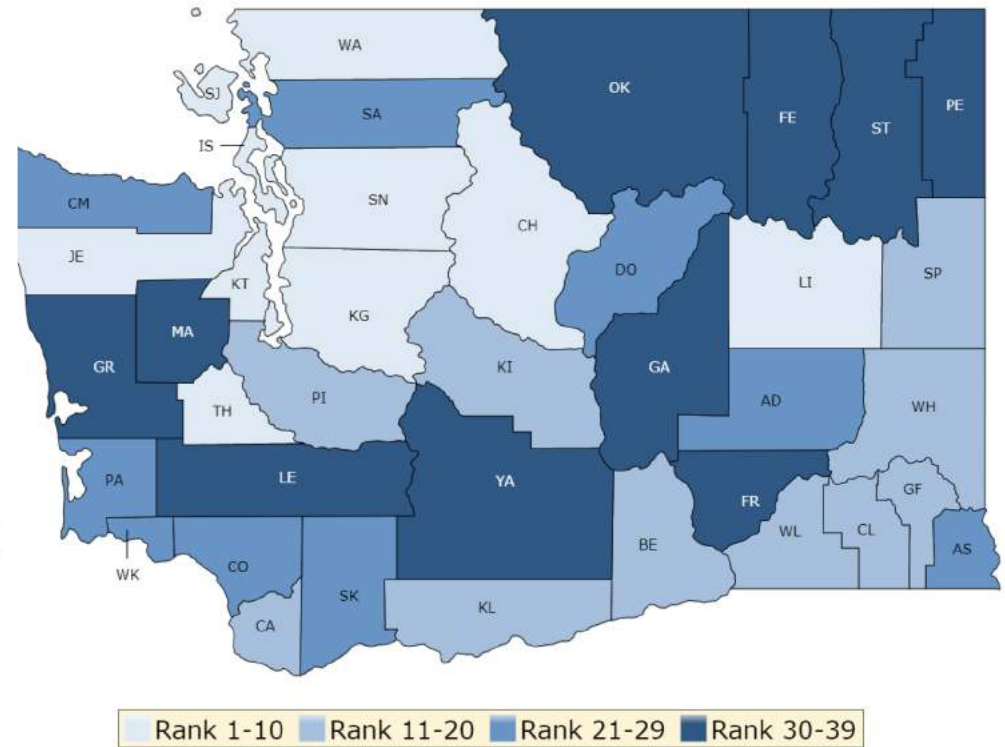 WA
OK
FE
ST
PE
SJ
SA
IS
SN
CM
CH
DO
JE
KT
LI
SP
KG
MA
GR
KI
GA
PI
AD
TH
WH
LE
YA
PA
FR
GF
WL
CL
BE
AS
CO
WK
SK
KL
CA
Rank 1-10 Rank 11-20 Rank 21-29 Rank 30-39